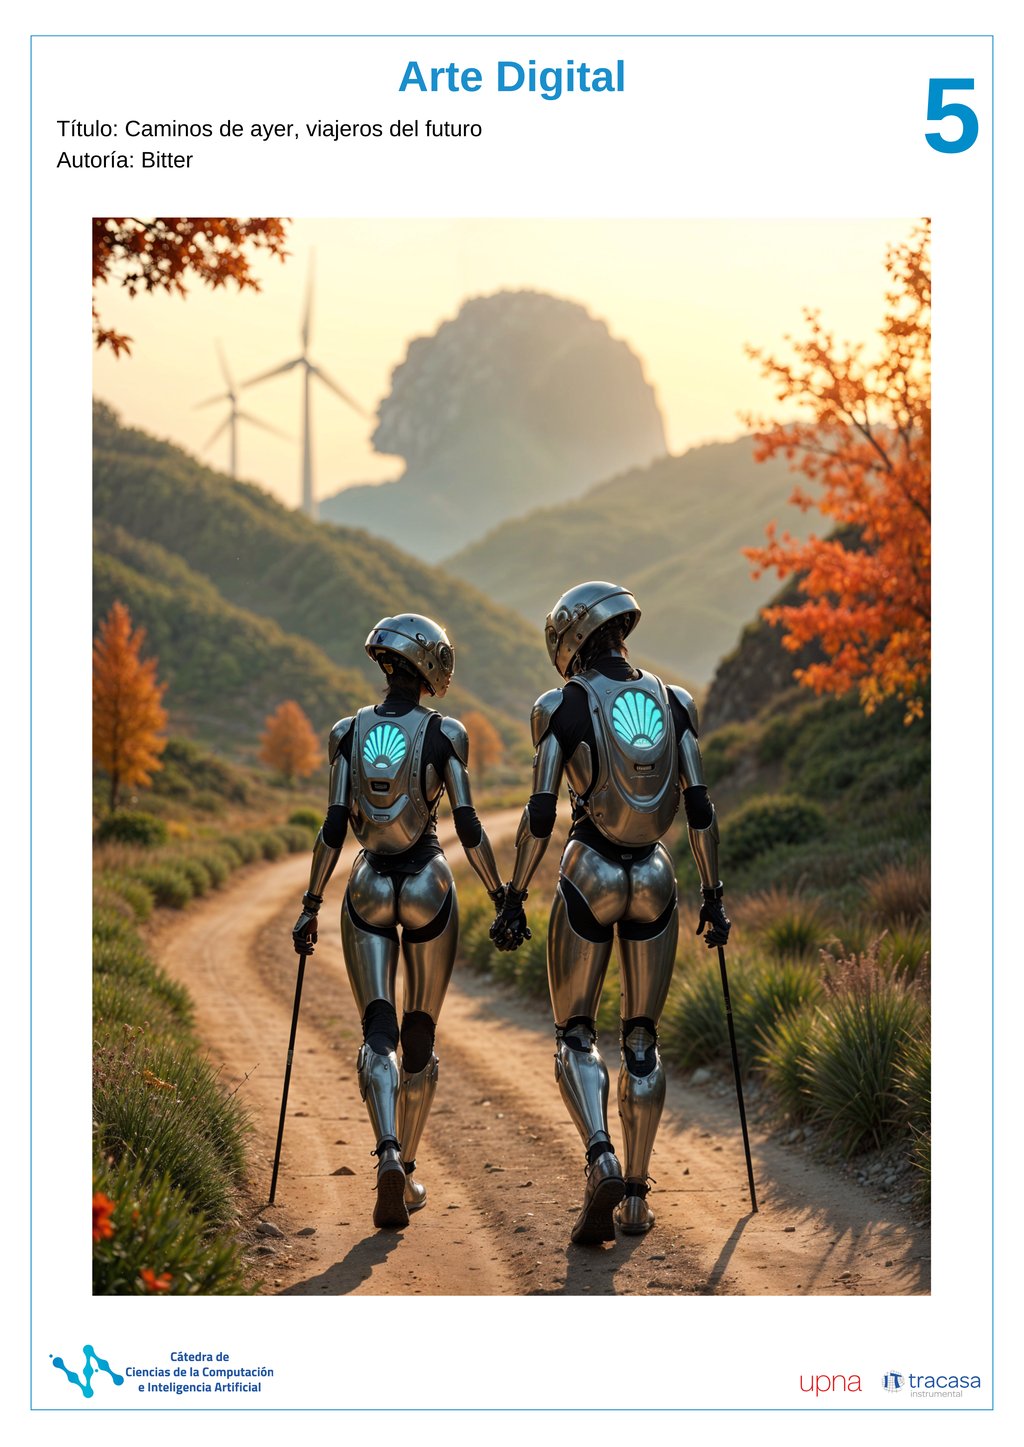 Arte Digital
5
Título: Caminos de ayer, viajeros del futuro
Autoría: Bitter
Cátedra de
Ciencias de la Computación
e Inteligencia Artificial
upna
tracasa
instrumental